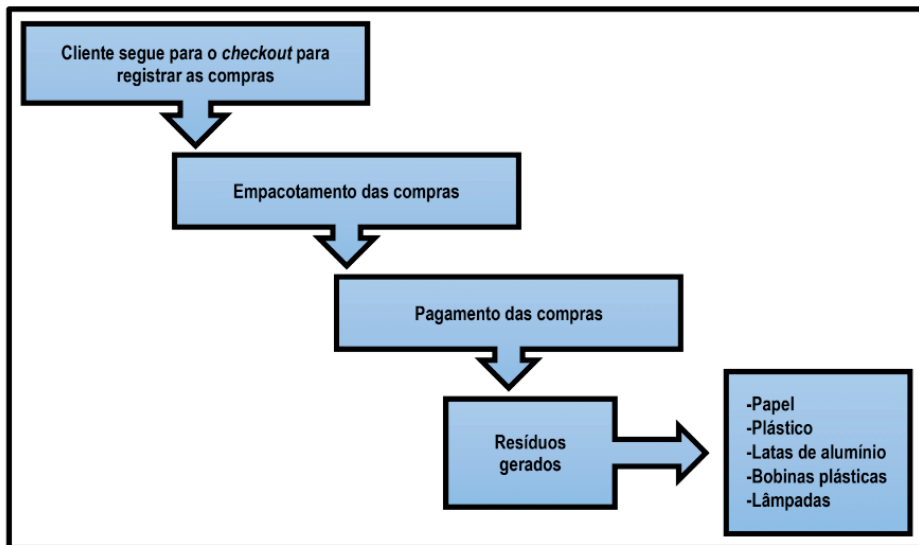 Cliente segue para o checkout para
registrar as compras
Empacotamento das compras
Pagamento das compras
Resíduos
gerados
-Papel
-Plástico
-Latas de alumínio
-Bobinas plásticas
-Lâmpadas